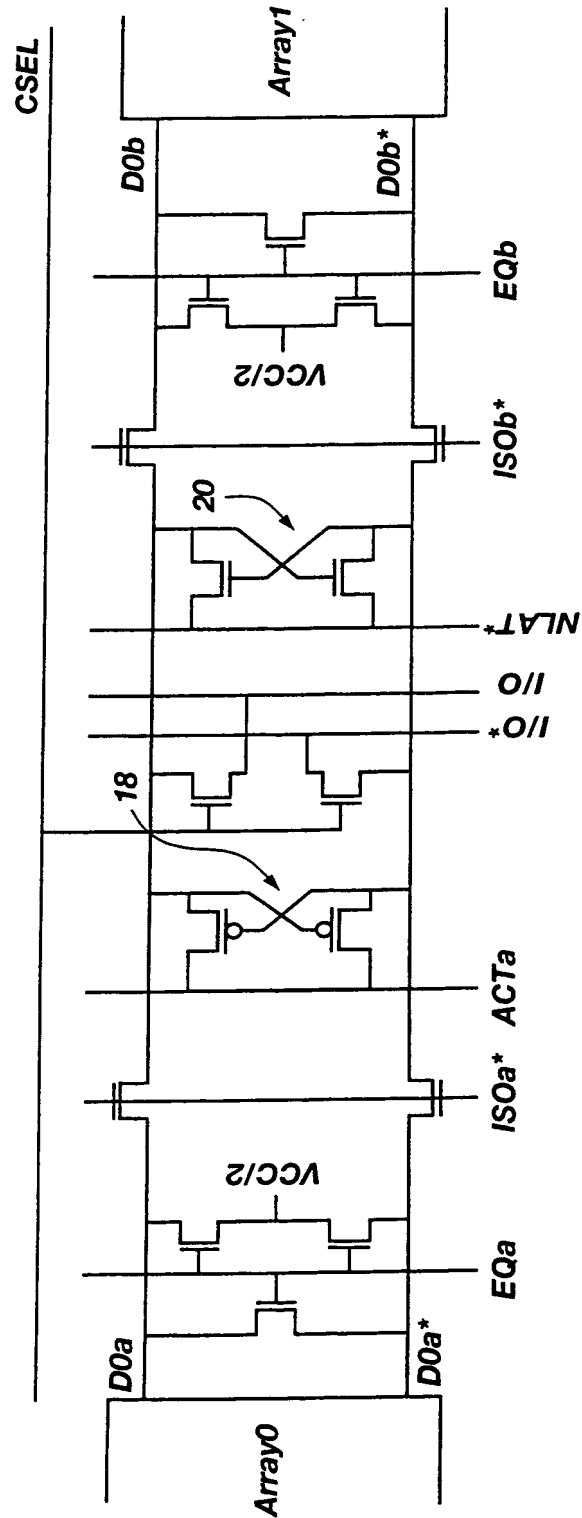 CSEL
Array0
D0a
D0a*
EQa
VCC/2
ISOa*
ACTa
18
I/O*
I/O
NLAT*
20
ISOb*
VCC/2
EQb
D0b
D0b*
Array1